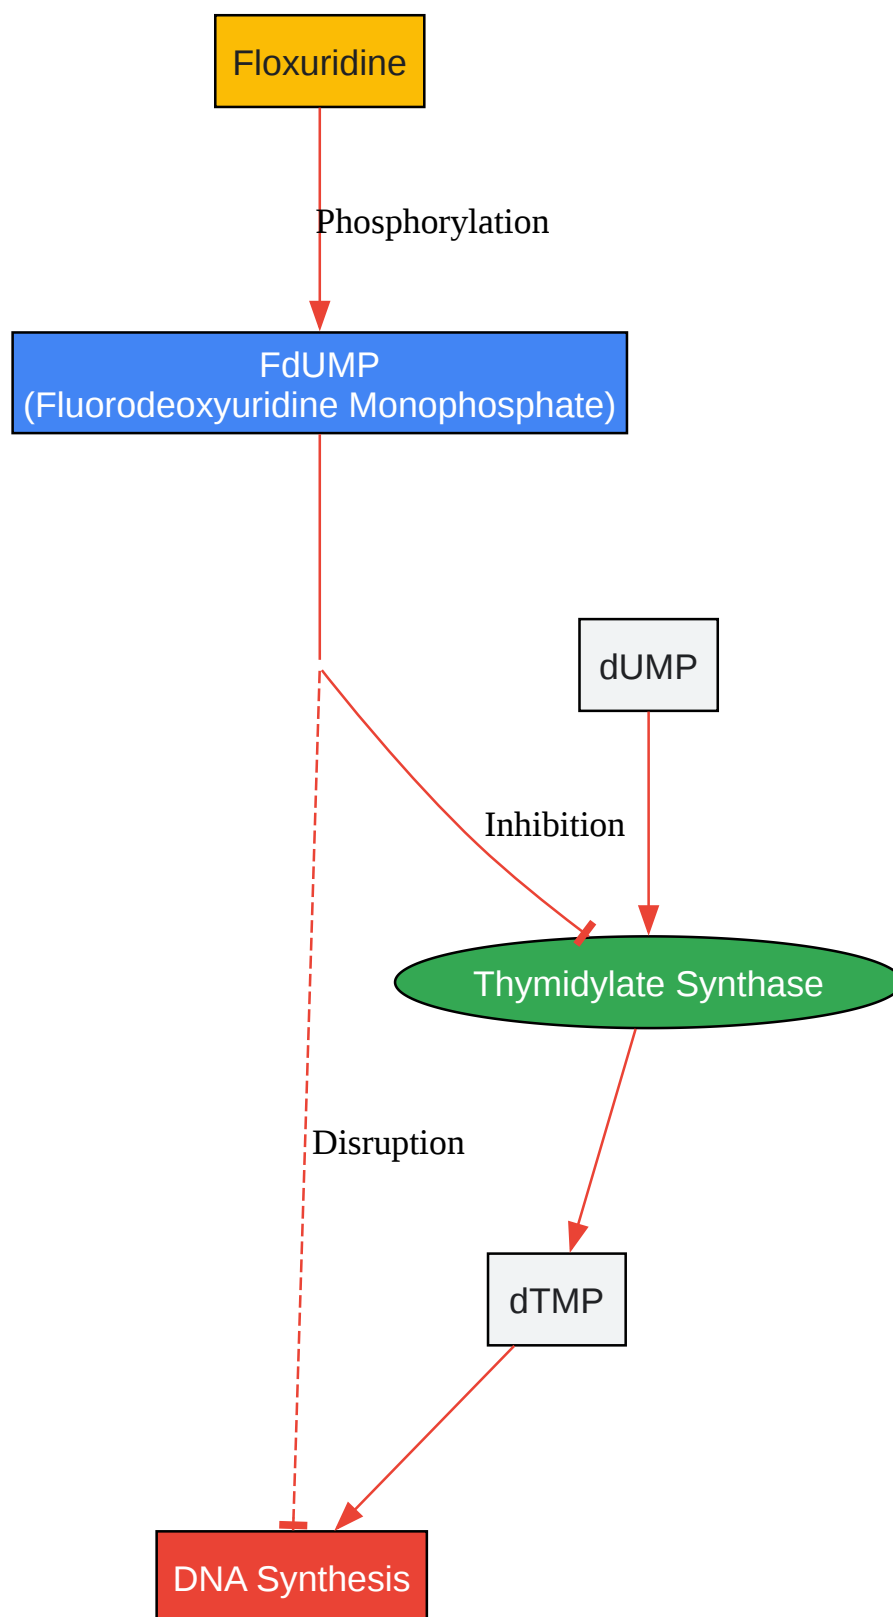 Floxuridine
Phosphorylation
FdUMP
(Fluorodeoxyuridine Monophosphate)
dUMP
Inhibition
Thymidylate Synthase
Disruption
dTMP
DNA Synthesis